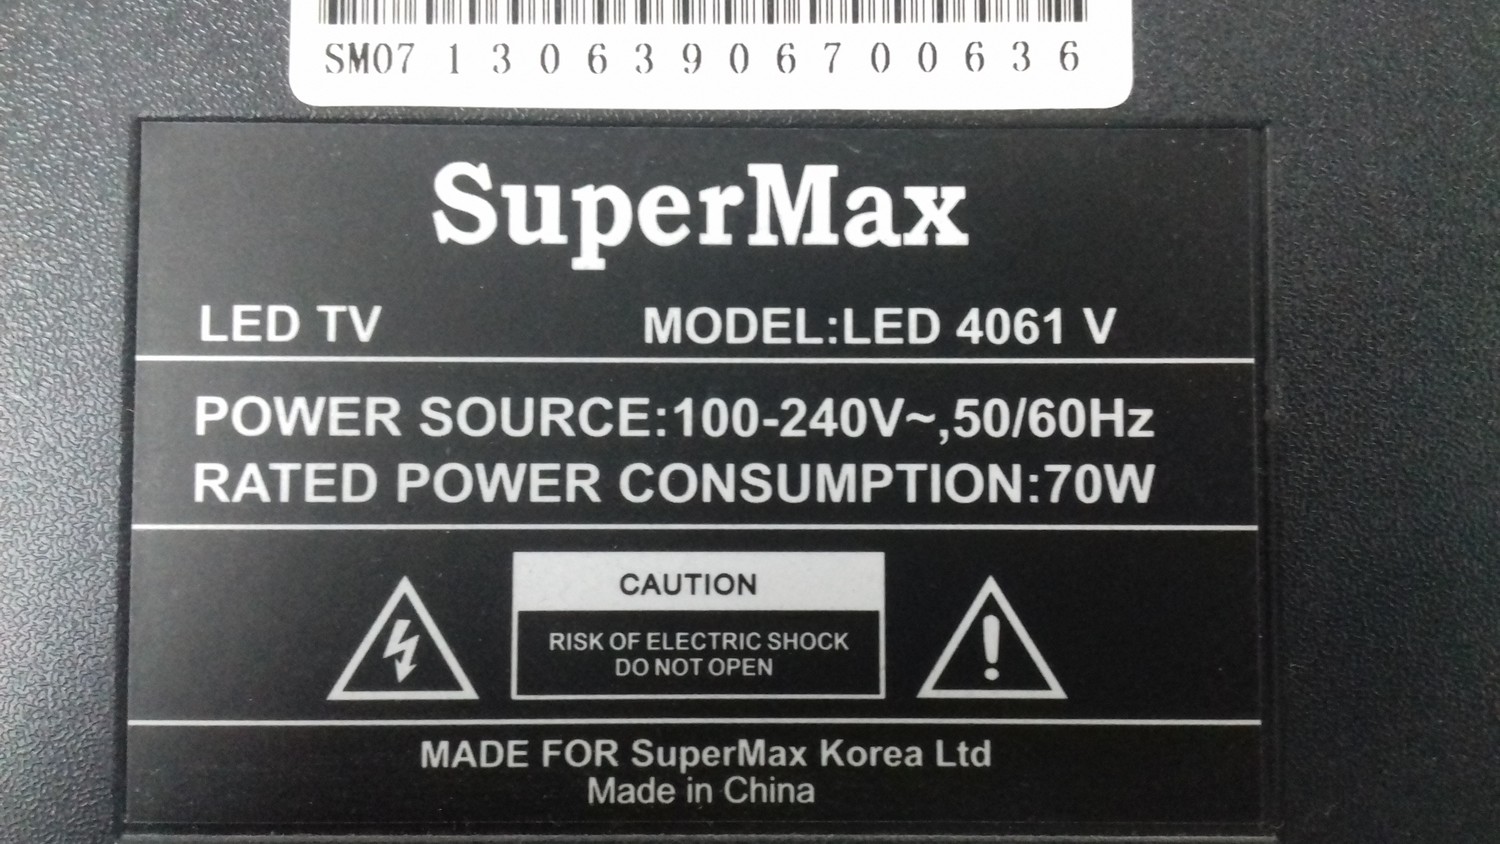 SM07 1 3 0 6 3 9 0 6 7 0 0 6 3 6
SuperMax
LED TV MODEL:LED 4061 V
POWER SOURCE:100-240V~,50/60Hz
RATED POWER CONSUMPTION:70W
CAUTION
RISK OF ELECTRIC SHOCK
DO NOT OPEN
MADE FOR SuperMax Korea Ltd
Made in China